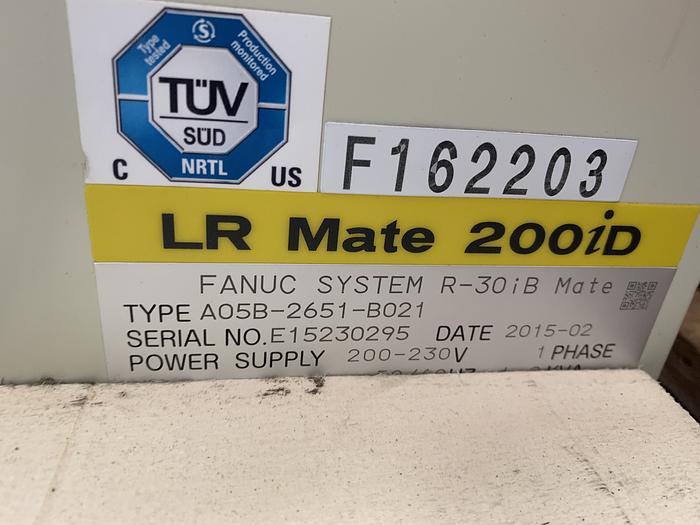 Type tested
Production monitored
TÜV
SÜD
NRTL
C US
F162203
LR Mate 200iD
FANUC SYSTEM R-30iB Mate
TYPE A05B-2651-B021
SERIAL NO. E15230295 DATE 2015-02
POWER SUPPLY 200-230V 1 PHASE